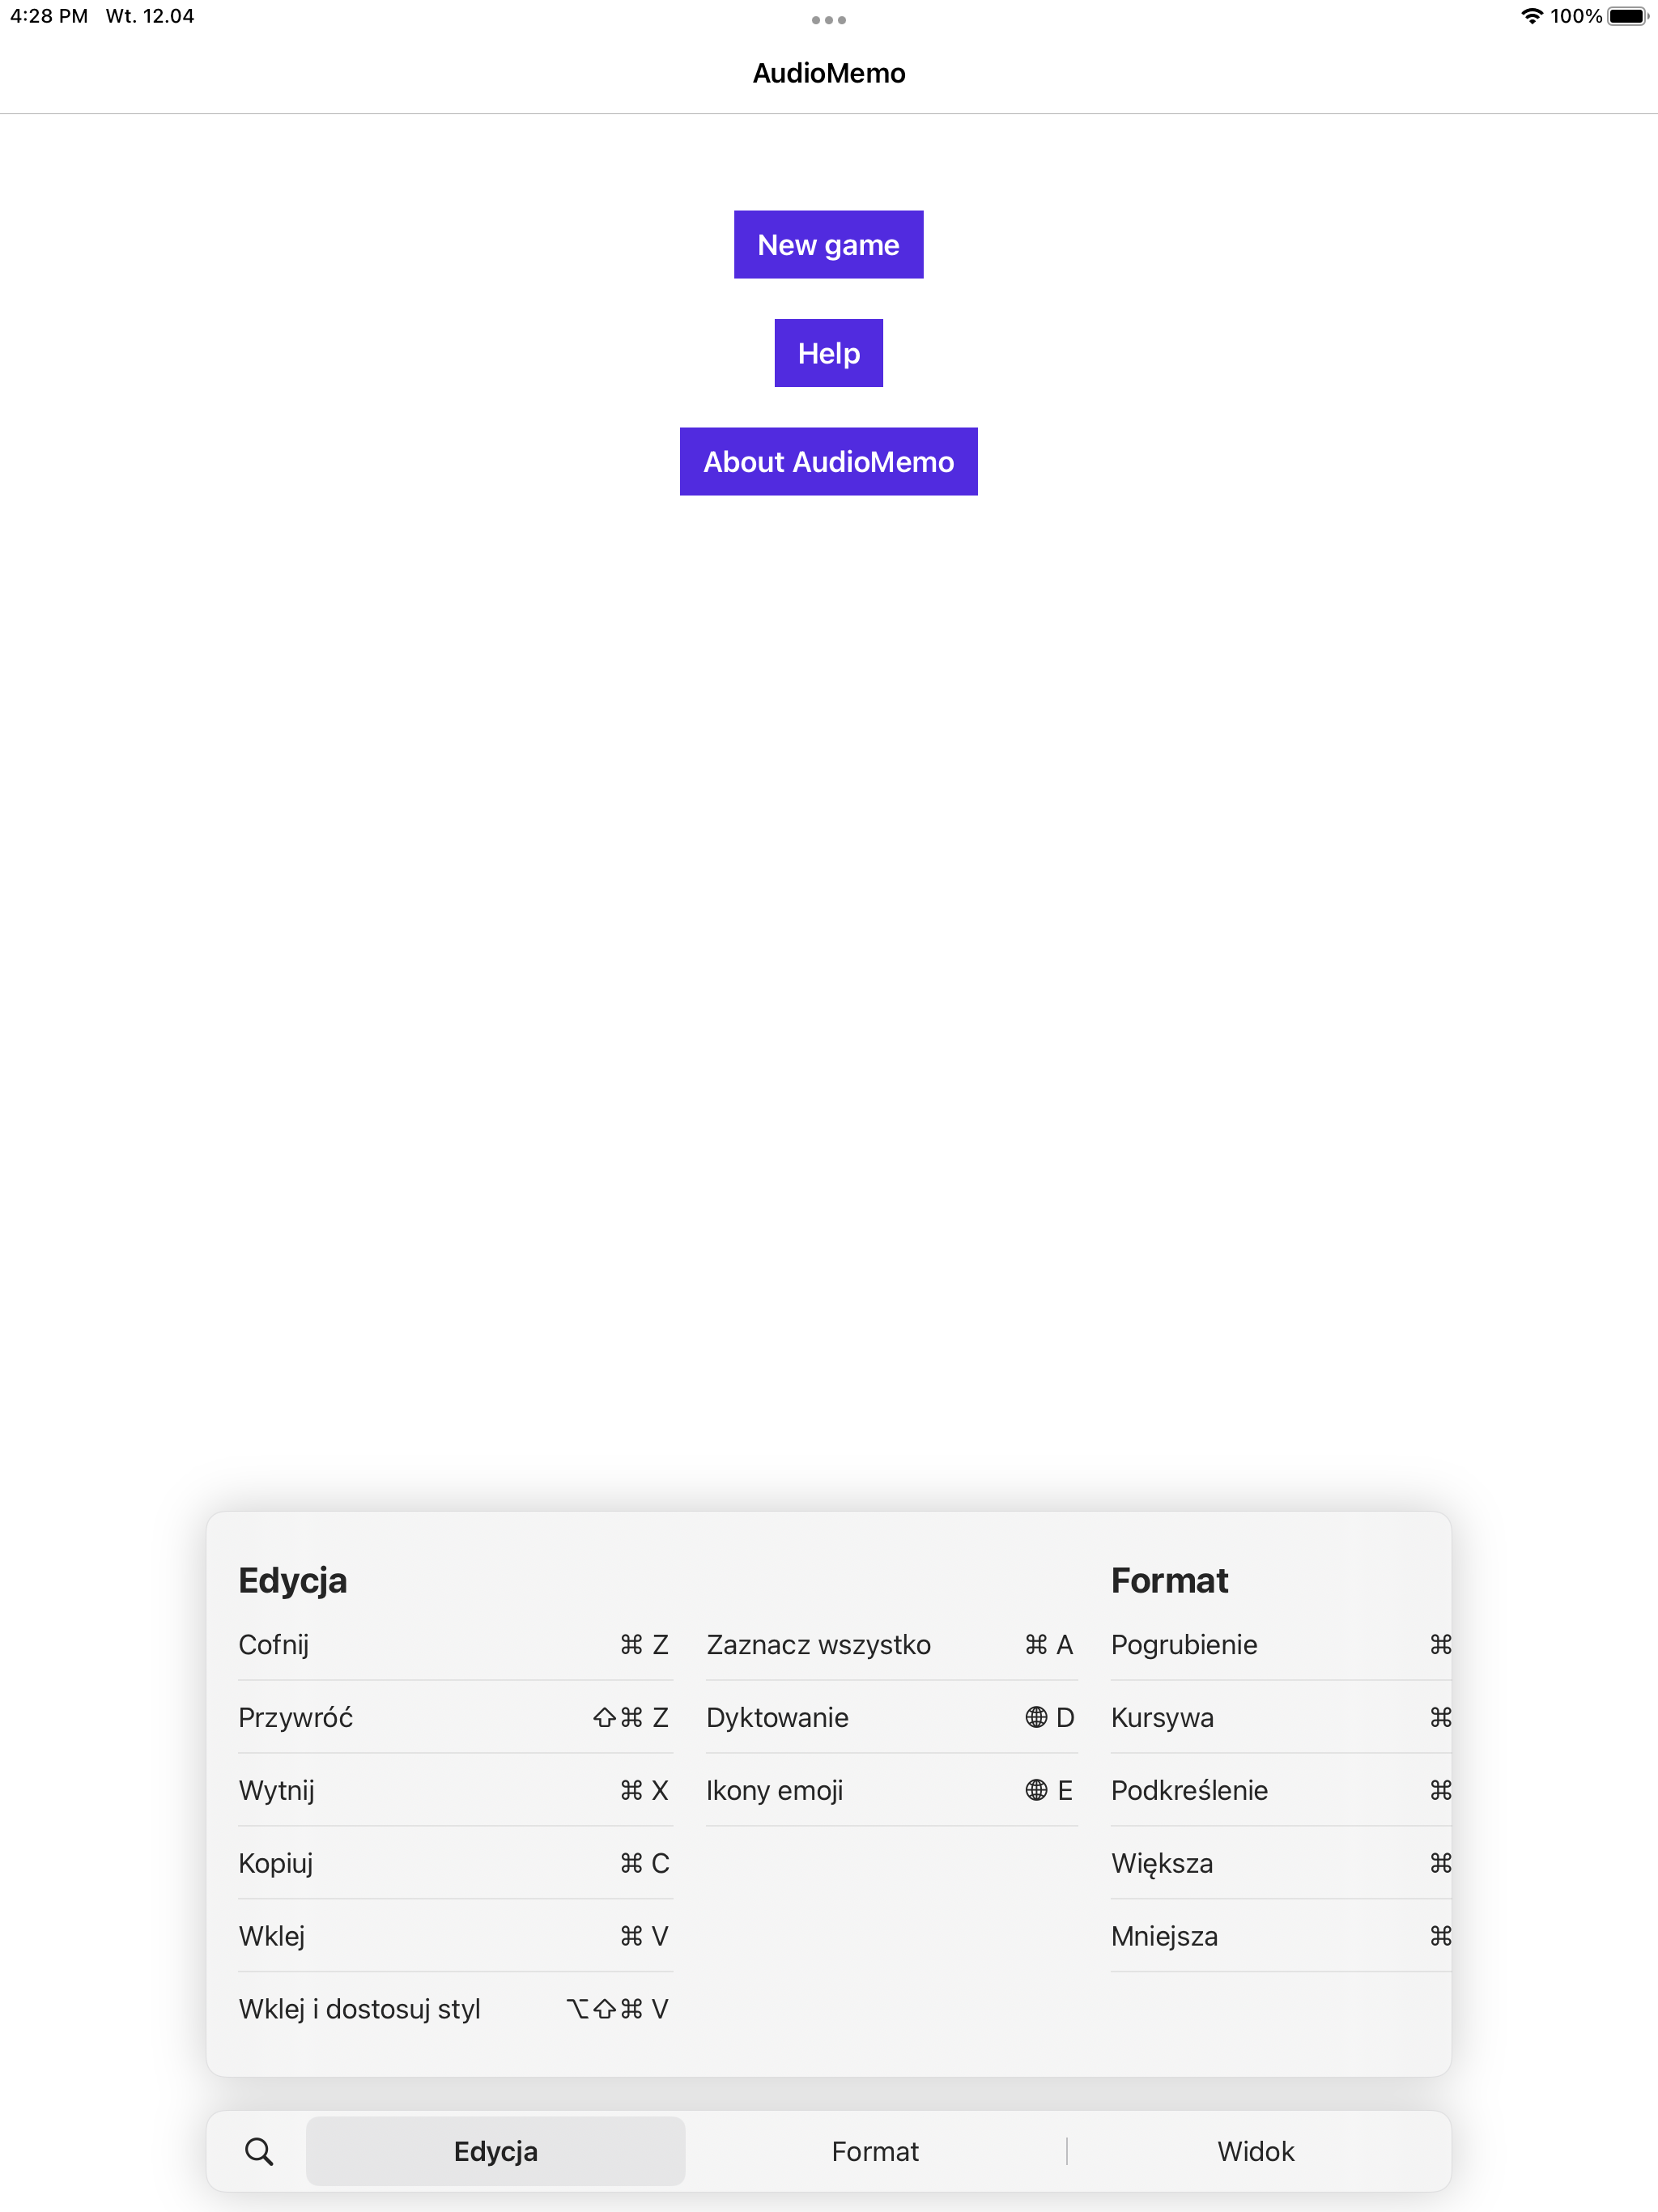 4:28 PM Wt. 12.04 100%
AudioMemo
New game
Help
About AudioMemo
Edycja
Cofnij ⌘ Z
Przywróć ⇧⌘ Z
Wytnij ⌘ X
Kopiuj ⌘ C
Wklej ⌘ V
Wklej i dostosuj styl ⌥⇧⌘ V
Zaznacz wszystko ⌘ A
Dyktowanie 🌐 D
Ikony emoji 🌐 E
Format
Pogrubienie ⌘
Kursywa ⌘
Podkreślenie ⌘
Większa ⌘
Mniejsza ⌘
Edycja Format Widok